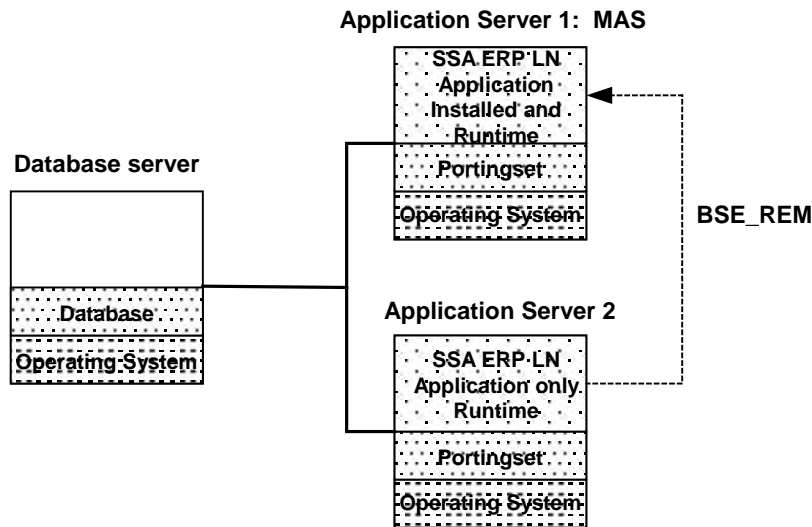 Application Server 1:  MAS
SSA ERP LN
Application
Installed and
Runtime
Portingset
Operating System
Database server
Database
Operating System
BSE_REM
Application Server 2
SSA ERP LN
Application only
Runtime
Portingset
Operating System